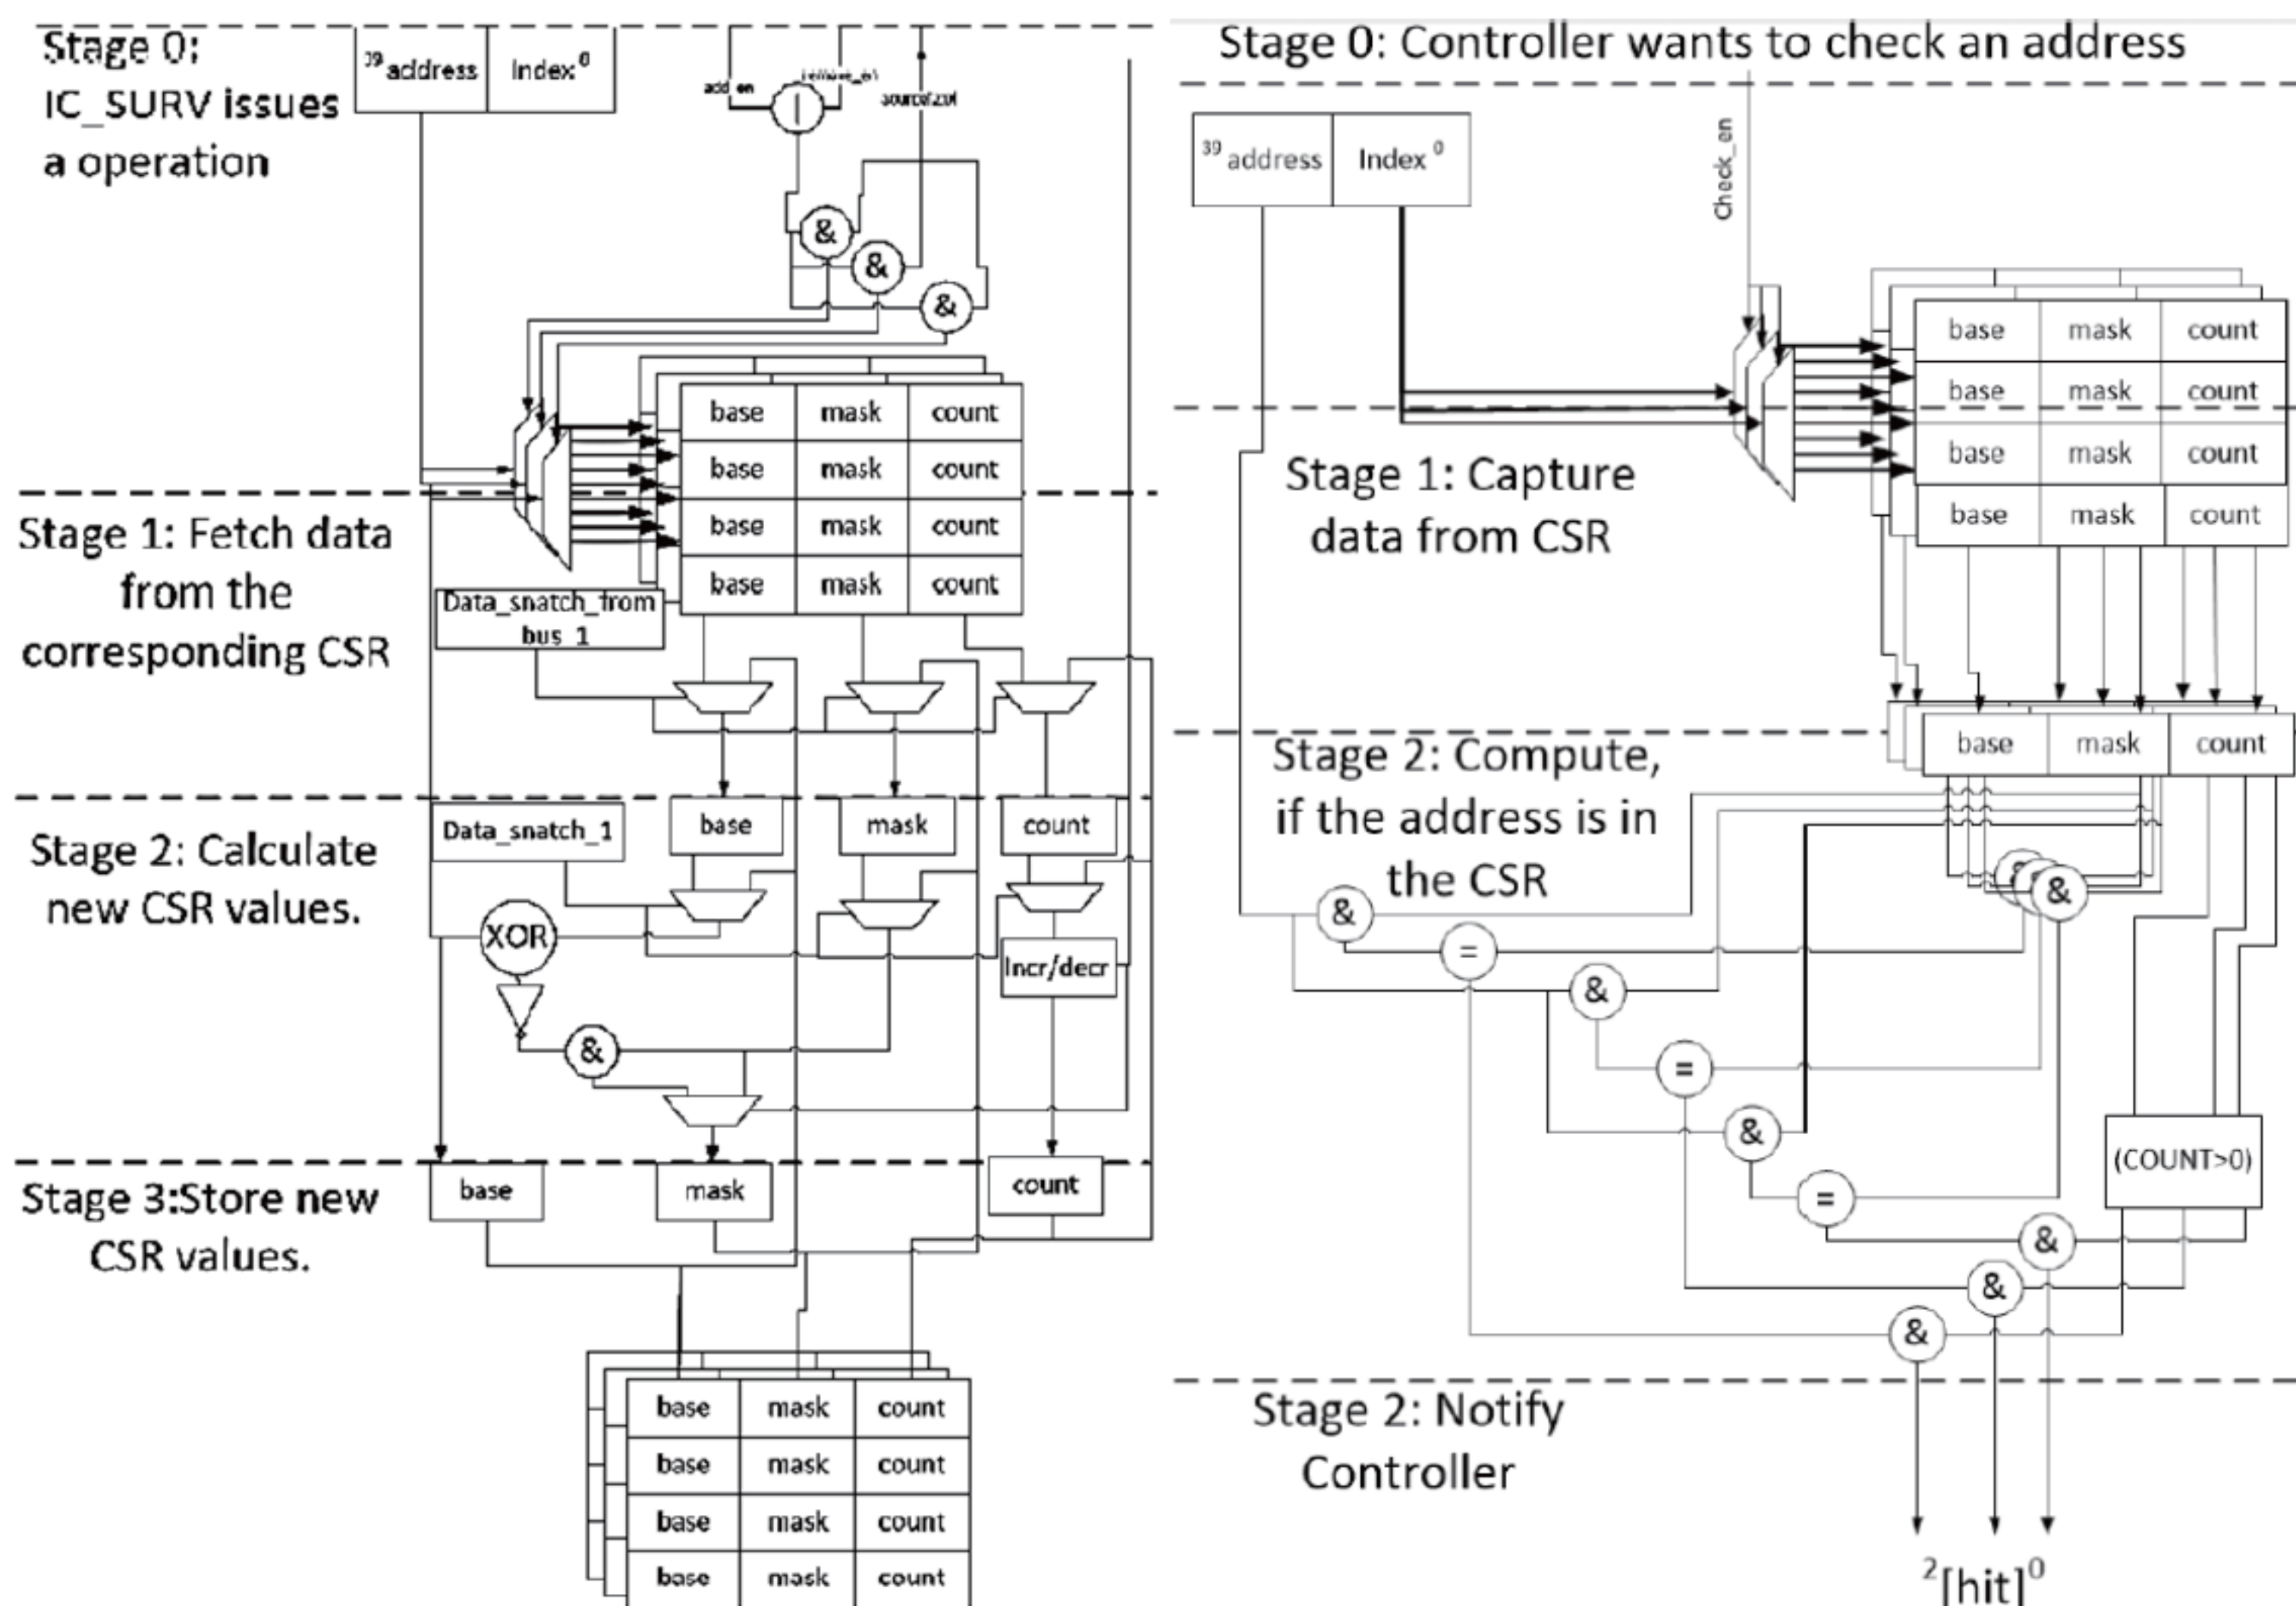 Stage 0:
IC_SURV issues
a operation
39 address Index 0
add_en
|
&
&
&
base mask count
base mask count
base mask count
base mask count
Stage 1: Fetch data
from the
corresponding CSR
Data_snatch_from
bus_1
Stage 2: Calculate
new CSR values.
Data_snatch_1
base mask count
XOR
Incr/decr
&
Stage 3:Store new
CSR values.
base mask count
base mask count
base mask count
base mask count
base mask count
Stage 0: Controller wants to check an address
39 address Index 0
Check_en
base mask count
base mask count
base mask count
base mask count
Stage 1: Capture
data from CSR
base mask count
Stage 2: Compute,
if the address is in
the CSR
&
&
=
&
=
&
=
(COUNT>0)
&
&
&
Stage 2: Notify
Controller
2[hit]0